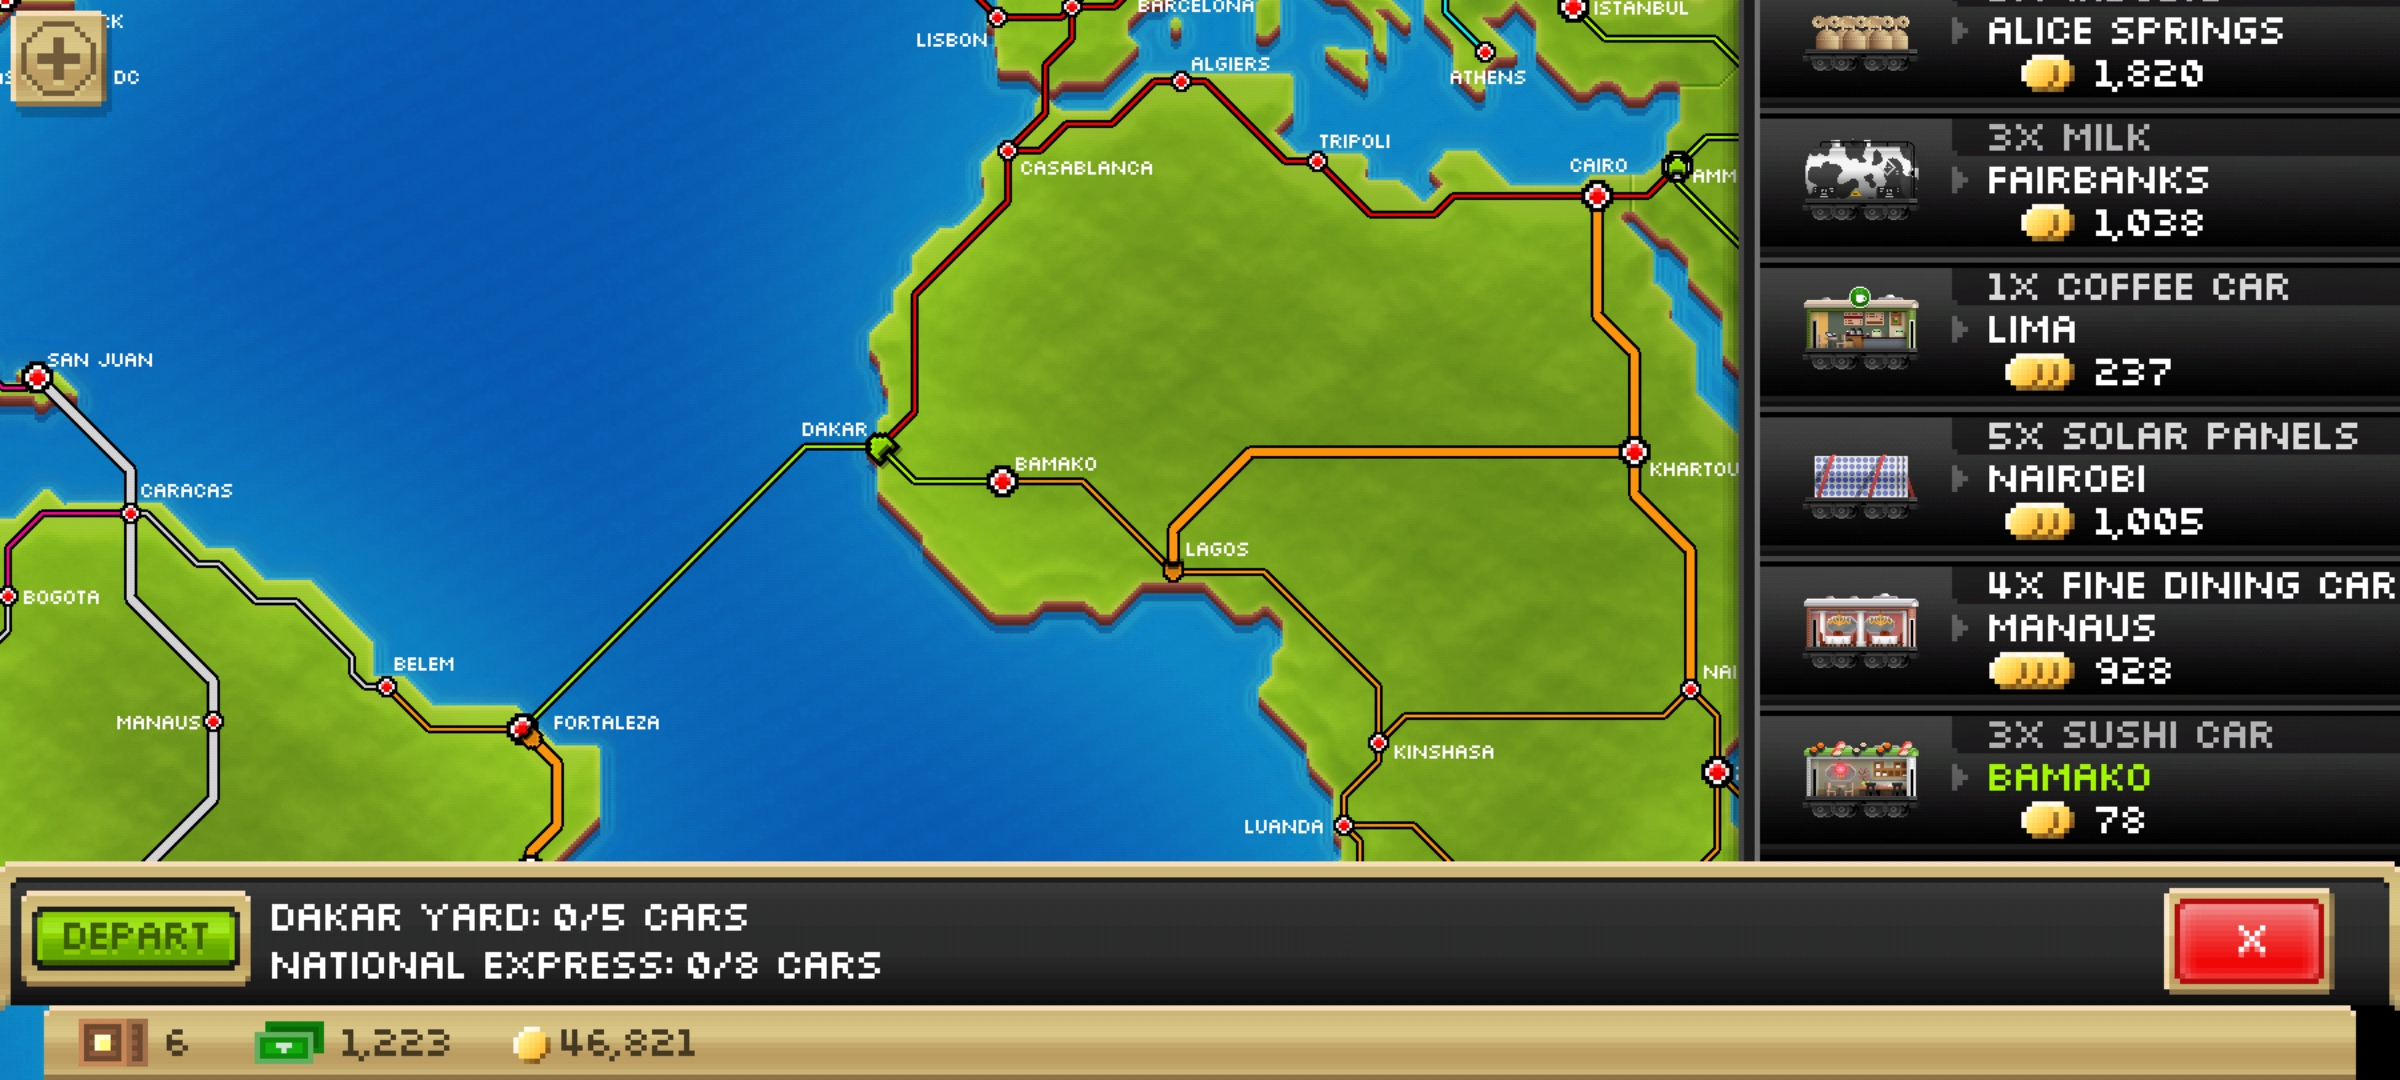 CK
DC
BARCELONA
ISTANBUL
LISBON
ALGIERS
ATHENS
TRIPOLI
CASABLANCA
CAIRO
AMM
SAN JUAN
DAKAR
BAMAKO
KHARTOU
CARACAS
LAGOS
BOGOTA
BELEM
NAI
MANAUS
FORTALEZA
KINSHASA
LUANDA
ALICE SPRINGS
1,820
3X MILK
FAIRBANKS
1,038
1X COFFEE CAR
LIMA
237
5X SOLAR PANELS
NAIROBI
1,005
4X FINE DINING CAR
MANAUS
928
3X SUSHI CAR
BAMAKO
78
DEPART
DAKAR YARD: 0/5 CARS
NATIONAL EXPRESS: 0/8 CARS
X
6
1,223
46,821